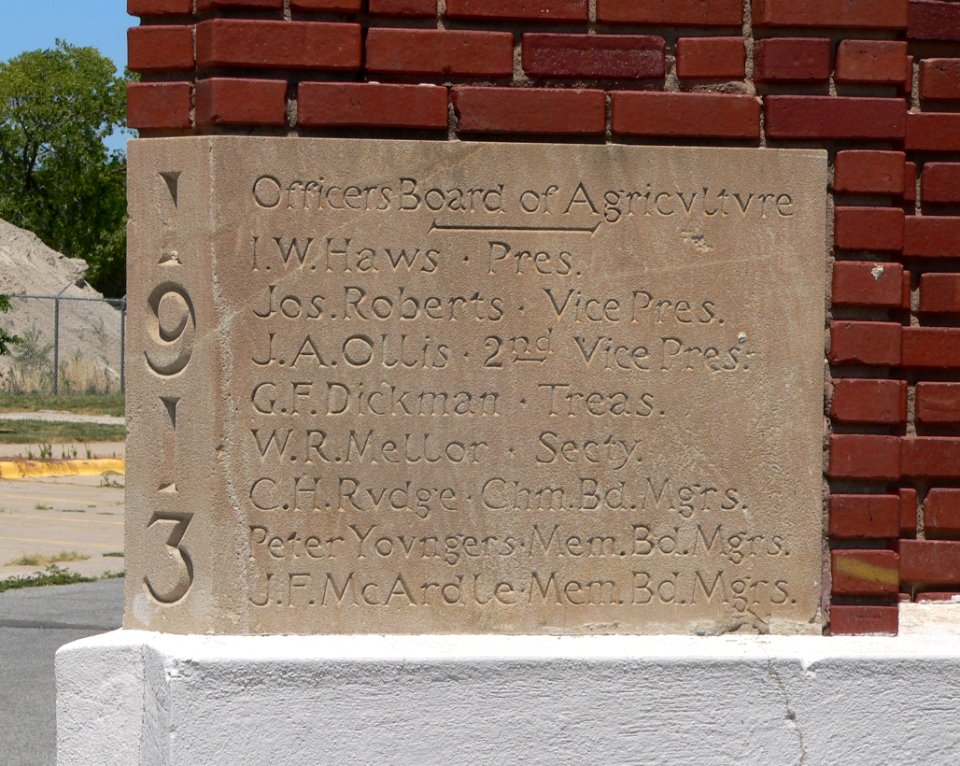 1913
Officers Board of Agricvltvre
I.W. Haws · Pres.
Jos. Roberts · Vice Pres.
J.A. Ollis · 2nd Vice Pres.
G.F. Dickman · Treas.
W.R. Mellor · Secty.
C.H. Rvdge · Chm. Bd. Mgrs.
Peter Yovngers · Mem. Bd. Mgrs.
J.F. McArdle · Mem. Bd. Mgrs.